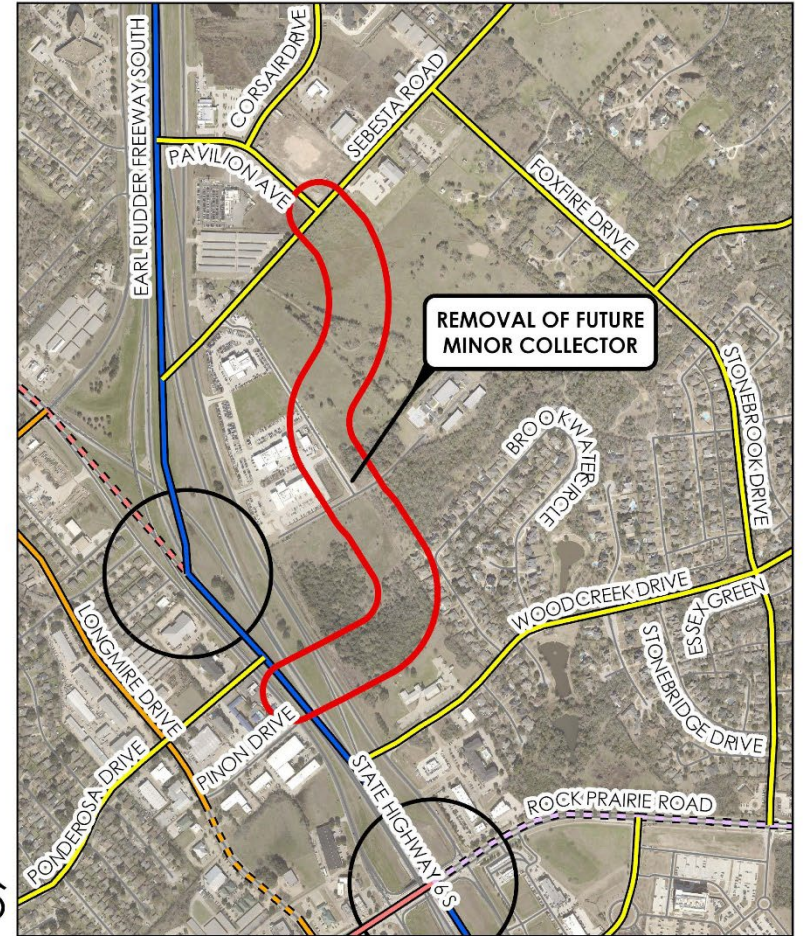 EARL RUDDER FREEWAY SOUTH
CORSAIR DRIVE
SEBESTA ROAD
PAVILION AVE
FOXFIRE DRIVE
REMOVAL OF FUTURE
MINOR COLLECTOR
STONEBROOK DRIVE
BROOKWATER CIRCLE
WOODCREEK DRIVE
ESSEX GREEN
STONEBRIDGE DRIVE
LONGMIRE DRIVE
PINON DRIVE
PONDEROSA DRIVE
STATE HIGHWAY 6 S
ROCK PRAIRIE ROAD